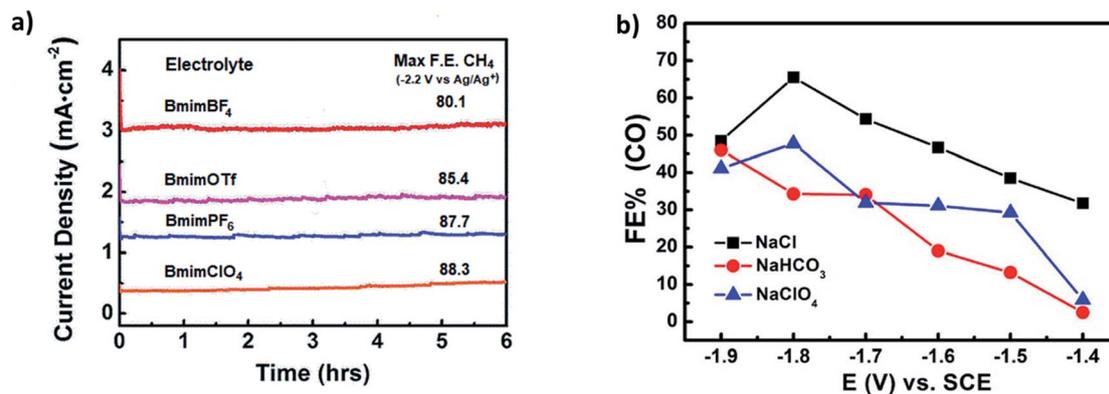 a)
Current Density (mA·cm⁻²)
4
3
2
1
0
Electrolyte
Max F.E. CH₄
(-2.2 V vs Ag/Ag⁺)
BmimBF₄
80.1
BmimOTf
85.4
BmimPF₆
87.7
BmimClO₄
88.3
0 1 2 3 4 5 6
Time (hrs)
b)
FE% (CO)
80
70
60
50
40
30
20
10
0
NaCl
NaHCO₃
NaClO₄
-1.9 -1.8 -1.7 -1.6 -1.5 -1.4
E (V) vs. SCE